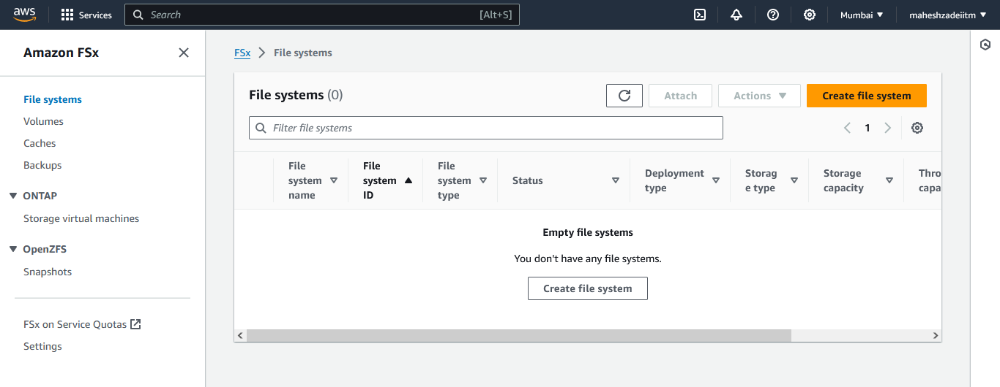 aws
Services
Search
[Alt+S]
Mumbai
maheshzadeiitm
Amazon FSx
File systems
Volumes
Caches
Backups
ONTAP
Storage virtual machines
OpenZFS
Snapshots
FSx on Service Quotas
Settings
FSx
File systems
File systems (0)
Attach
Actions
Create file system
Filter file systems
1
File
system
name
File
system
ID
File
system
type
Status
Deployment
type
Storag
e type
Storage
capacity
Thro
capa
Empty file systems
You don't have any file systems.
Create file system